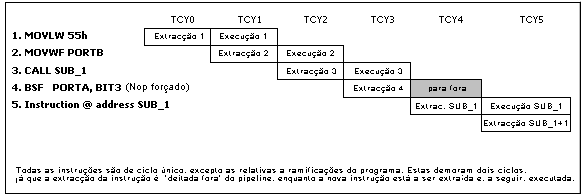 TCY0 TCY1 TCY2 TCY3 TCY4 TCY5
1. MOVLW 55h Extracção 1 Execução 1
2. MOVWF PORTB Extracção 2 Execução 2
3. CALL SUB_1 Extracção 3 Execução 3
4. BSF PORTA, BIT3 (Nop forçado) Extracção 4 para fora
5. Instruction @ address SUB_1 Extrac. SUB_1 Execução SUB_1
Extracção SUB_1+1
Todas as instruções são de ciclo único, excepto as relativas a ramificações do programa. Estas demoram dois ciclos,
já que a extracção da instrução é "deitada fora" do pipeline, enquanto a nova instrução está a ser extraída e, a seguir, executada.